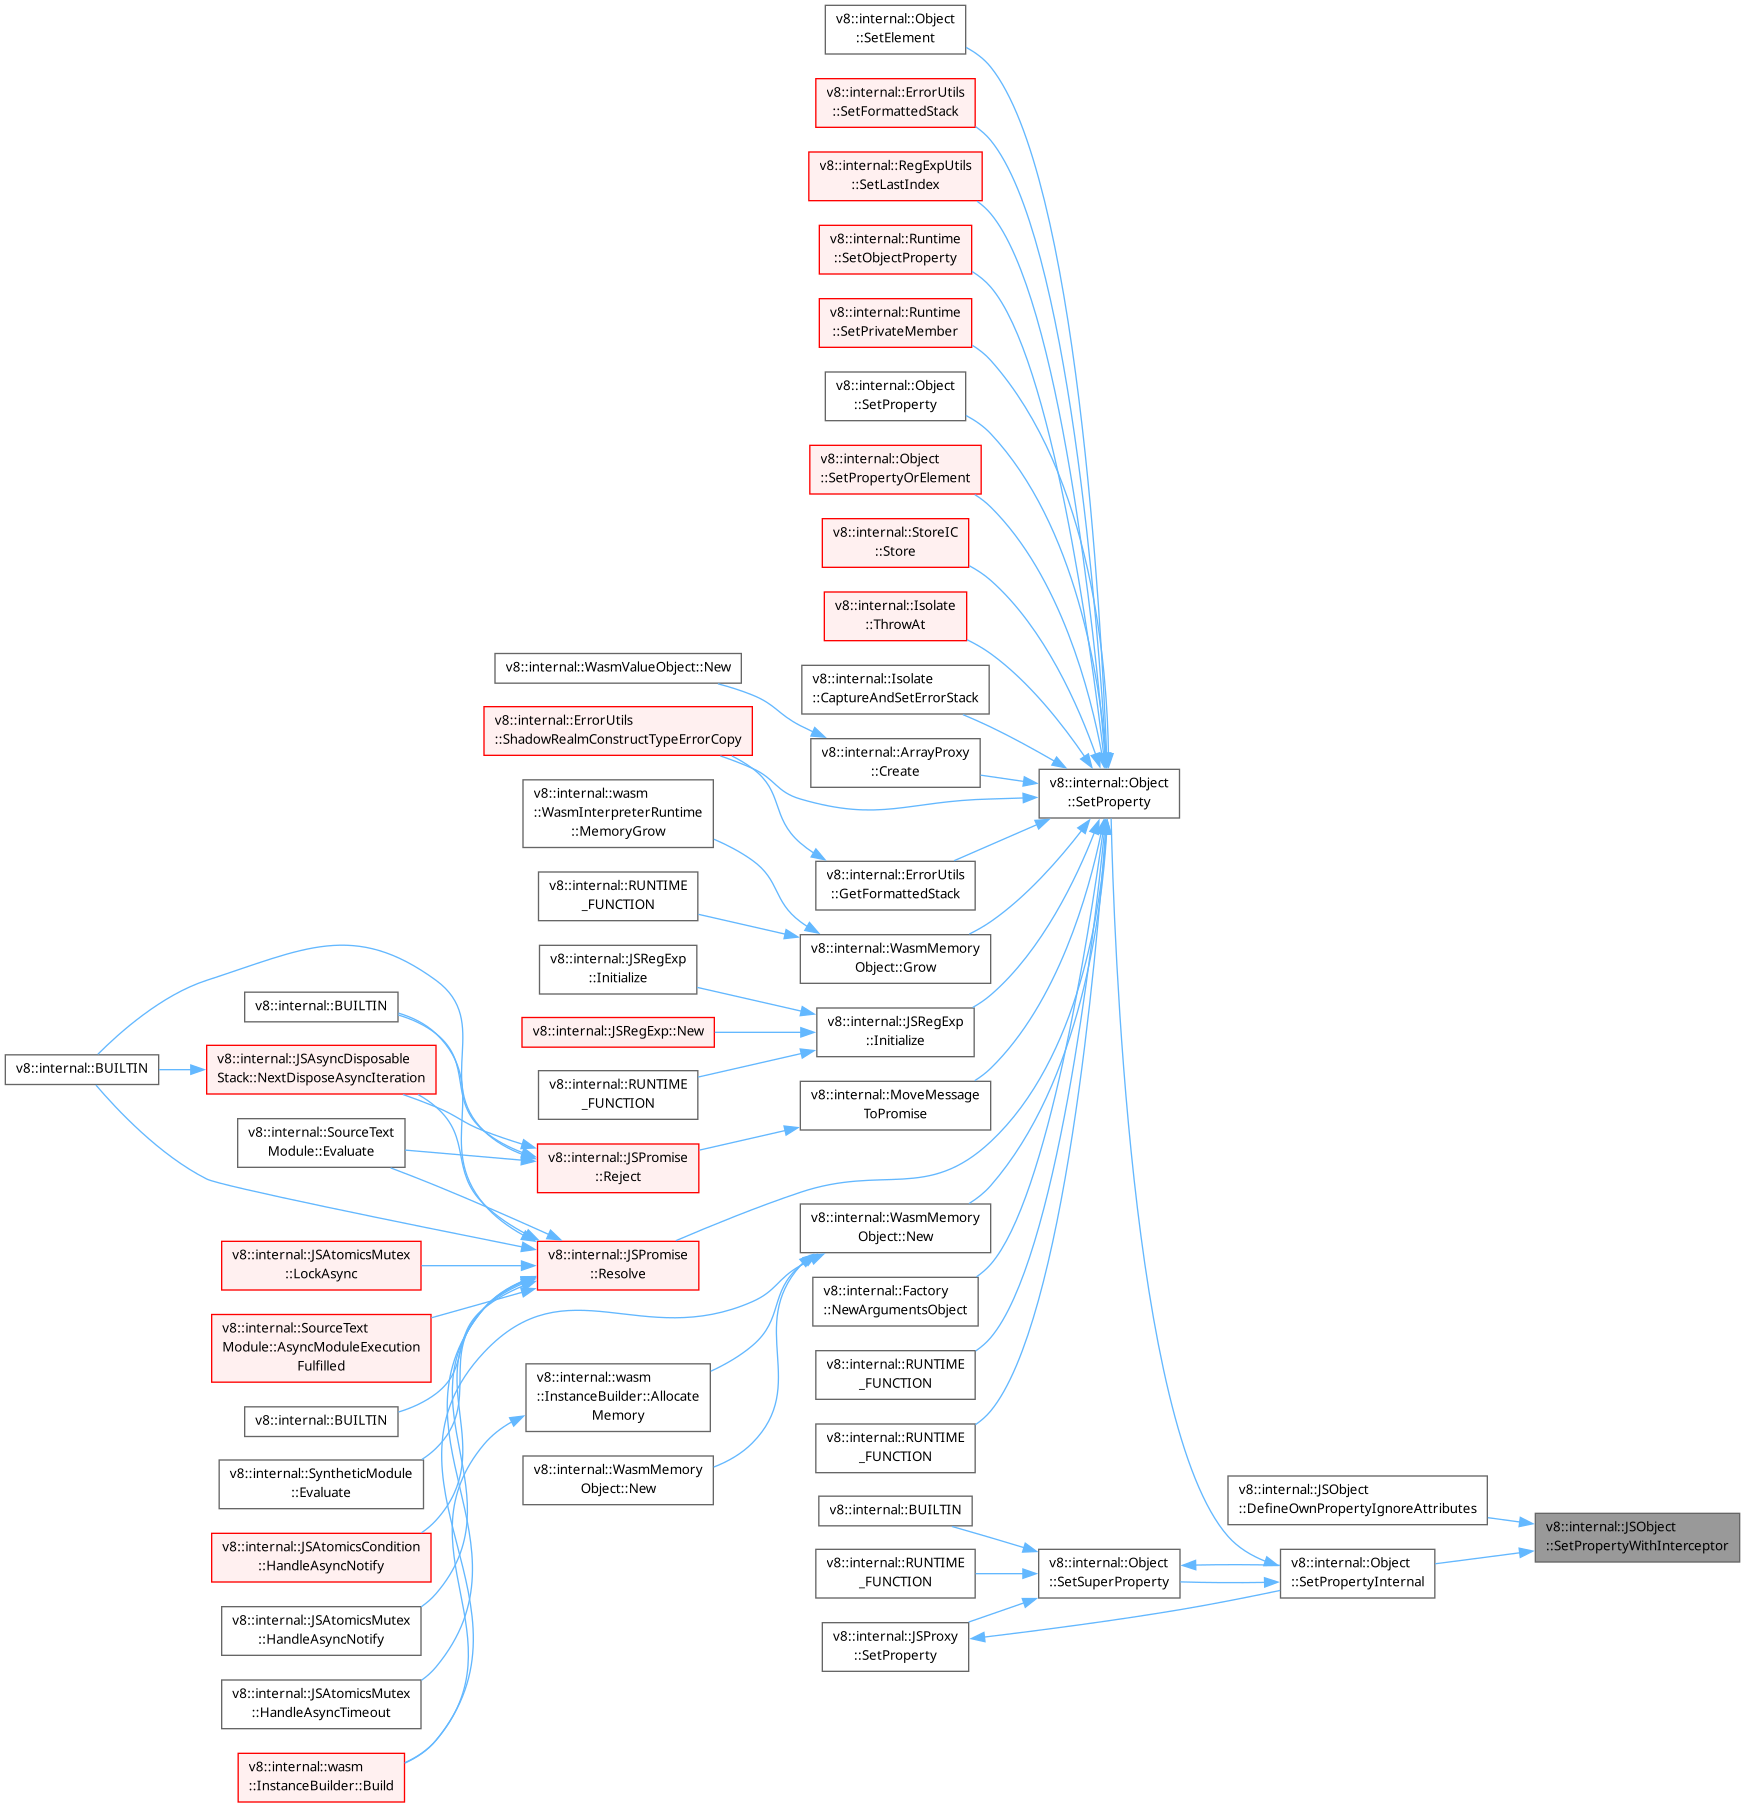 v8::internal::Object
::SetElement
v8::internal::ErrorUtils
::SetFormattedStack
v8::internal::RegExpUtils
::SetLastIndex
v8::internal::Runtime
::SetObjectProperty
v8::internal::Runtime
::SetPrivateMember
v8::internal::Object
::SetProperty
v8::internal::Object
::SetPropertyOrElement
v8::internal::StoreIC
::Store
v8::internal::Isolate
::ThrowAt
v8::internal::Isolate
::CaptureAndSetErrorStack
v8::internal::WasmValueObject::New
v8::internal::ErrorUtils
::ShadowRealmConstructTypeErrorCopy
v8::internal::ArrayProxy
::Create
v8::internal::Object
::SetProperty
v8::internal::wasm
::WasmInterpreterRuntime
::MemoryGrow
v8::internal::ErrorUtils
::GetFormattedStack
v8::internal::RUNTIME
_FUNCTION
v8::internal::WasmMemory
Object::Grow
v8::internal::JSRegExp
::Initialize
v8::internal::JSRegExp::New
v8::internal::JSRegExp
::Initialize
v8::internal::RUNTIME
_FUNCTION
v8::internal::MoveMessage
ToPromise
v8::internal::BUILTIN
v8::internal::BUILTIN
v8::internal::JSAsyncDisposable
Stack::NextDisposeAsyncIteration
v8::internal::SourceText
Module::Evaluate
v8::internal::JSPromise
::Reject
v8::internal::JSAtomicsMutex
::LockAsync
v8::internal::JSPromise
::Resolve
v8::internal::WasmMemory
Object::New
v8::internal::Factory
::NewArgumentsObject
v8::internal::SourceText
Module::AsyncModuleExecution
Fulfilled
v8::internal::RUNTIME
_FUNCTION
v8::internal::BUILTIN
v8::internal::wasm
::InstanceBuilder::Allocate
Memory
v8::internal::RUNTIME
_FUNCTION
v8::internal::SyntheticModule
::Evaluate
v8::internal::WasmMemory
Object::New
v8::internal::BUILTIN
v8::internal::JSObject
::DefineOwnPropertyIgnoreAttributes
v8::internal::JSObject
::SetPropertyWithInterceptor
v8::internal::JSAtomicsCondition
::HandleAsyncNotify
v8::internal::RUNTIME
_FUNCTION
v8::internal::Object
::SetSuperProperty
v8::internal::Object
::SetPropertyInternal
v8::internal::JSAtomicsMutex
::HandleAsyncNotify
v8::internal::JSProxy
::SetProperty
v8::internal::JSAtomicsMutex
::HandleAsyncTimeout
v8::internal::wasm
::InstanceBuilder::Build